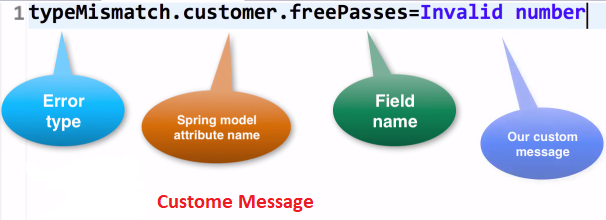 1 typeMismatch.customer.freePasses=Invalid number
Error
type
Spring model
attribute name
Field
name
Our custom
message
Custome Message